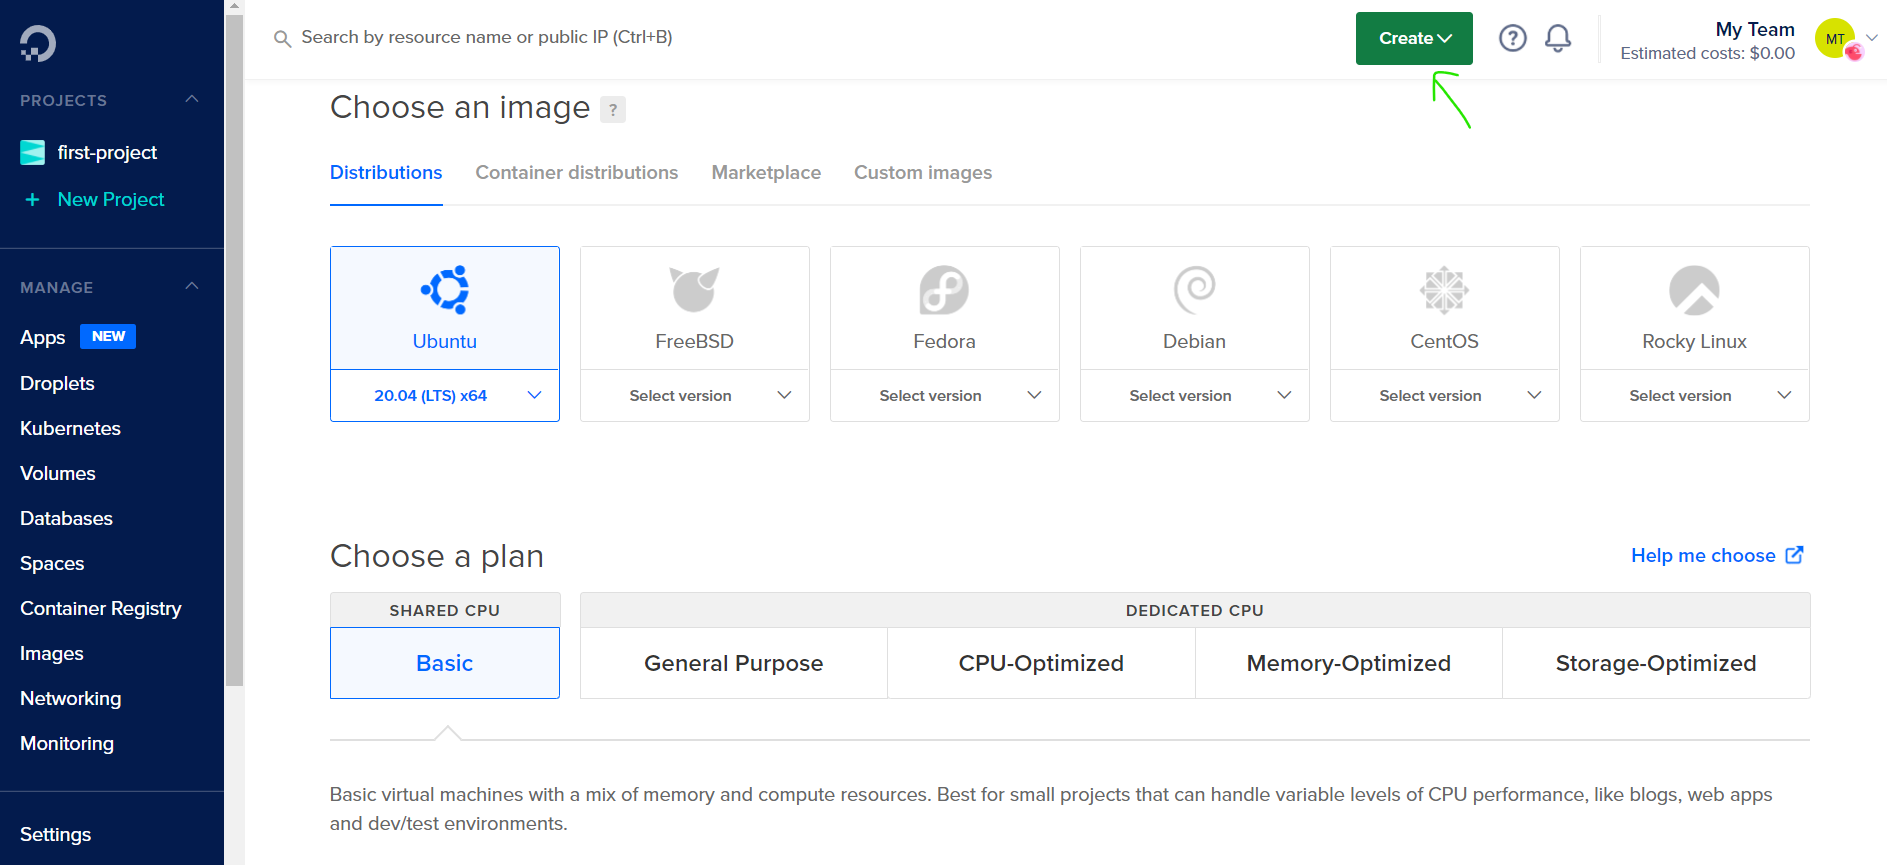 Search by resource name or public IP (Ctrl+B)
Create
?
My Team
Estimated costs: $0.00
MT
PROJECTS
first-project
+ New Project
MANAGE
Apps NEW
Droplets
Kubernetes
Volumes
Databases
Spaces
Container Registry
Images
Networking
Monitoring
Settings
Choose an image ?
Distributions Container distributions Marketplace Custom images
Ubuntu FreeBSD Fedora Debian CentOS Rocky Linux
20.04 (LTS) x64 Select version Select version Select version Select version Select version
Choose a plan Help me choose
SHARED CPU DEDICATED CPU
Basic General Purpose CPU-Optimized Memory-Optimized Storage-Optimized
Basic virtual machines with a mix of memory and compute resources. Best for small projects that can handle variable levels of CPU performance, like blogs, web apps
and dev/test environments.